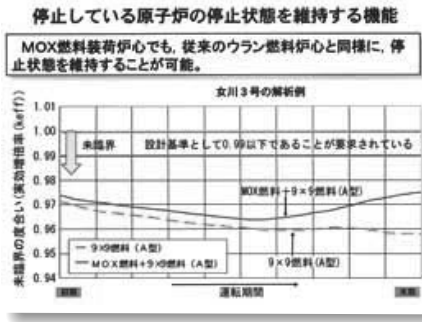 停止している原子炉の停止状態を維持する機能
MOX燃料装荷炉心でも，従来のウラン燃料炉心と同様に，停
止状態を維持することが可能。
女川3号の解析例
未臨界の度合い（実効増倍率(keff)）
1.01
1.00
0.99
0.98
0.97
0.96
0.95
0.94
未臨界
設計基準として0.99以下であることが要求されている
MOX燃料＋9×9燃料(A型)
9×9燃料（A型）
MOX燃料＋9×9燃料（A型）
9×9燃料(A型)
運転期間